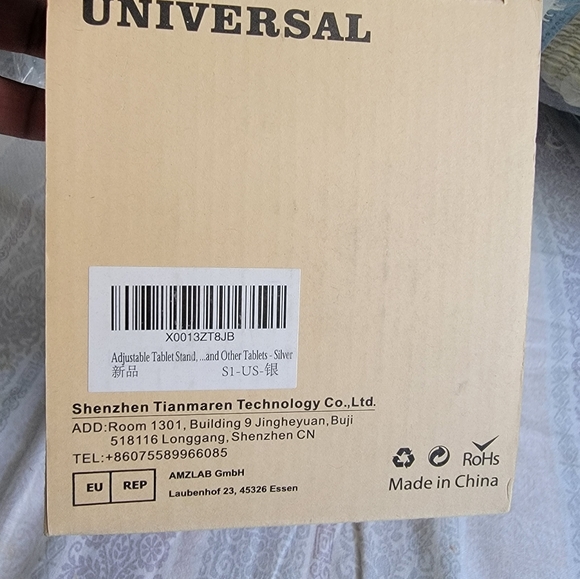 UNIVERSAL
X0013ZT8JB
Adjustable Tablet Stand, ...and Other Tablets - Silver
新品 S1-US-银
Shenzhen Tianmaren Technology Co.,Ltd.
ADD:Room 1301, Building 9 Jingheyuan,Buji
518116 Longgang, Shenzhen CN
TEL:+8607558996​6085
EU REP
AMZLAB GmbH
Laubenhof 23, 45326 Essen
RoHs
Made in China